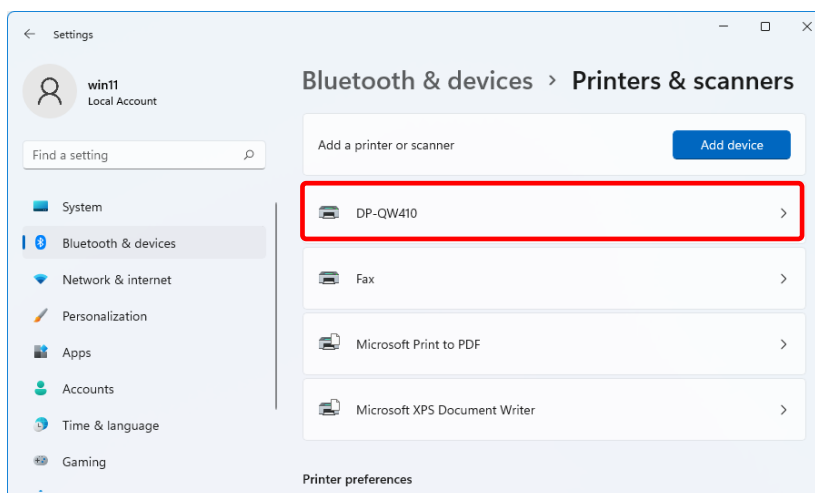 Settings
win11
Local Account
Find a setting
System
Bluetooth & devices
Network & internet
Personalization
Apps
Accounts
Time & language
Gaming
Bluetooth & devices > Printers & scanners
Add a printer or scanner
Add device
DP-QW410
Fax
Microsoft Print to PDF
Microsoft XPS Document Writer
Printer preferences